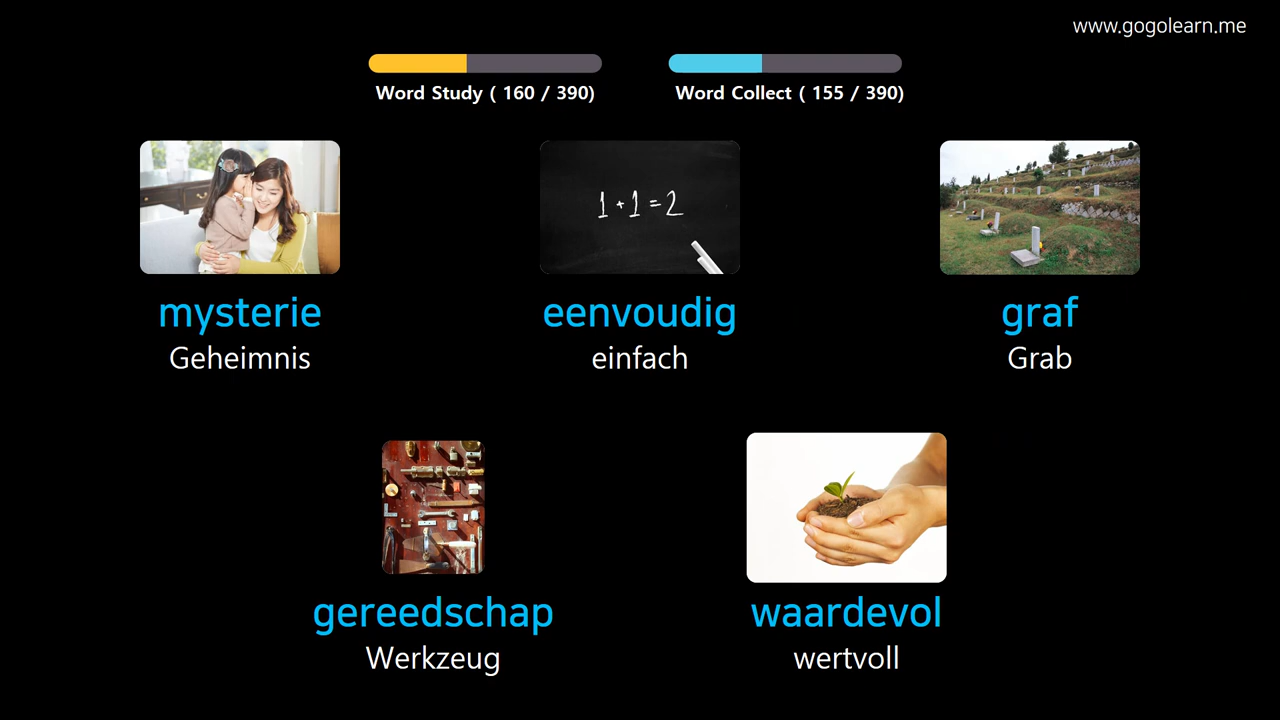 www.gogolearn.me
Word Study ( 160 / 390)
Word Collect ( 155 / 390)
1 + 1 = 2
mysterie
Geheimnis
eenvoudig
einfach
graf
Grab
gereedschap
Werkzeug
waardevol
wertvoll